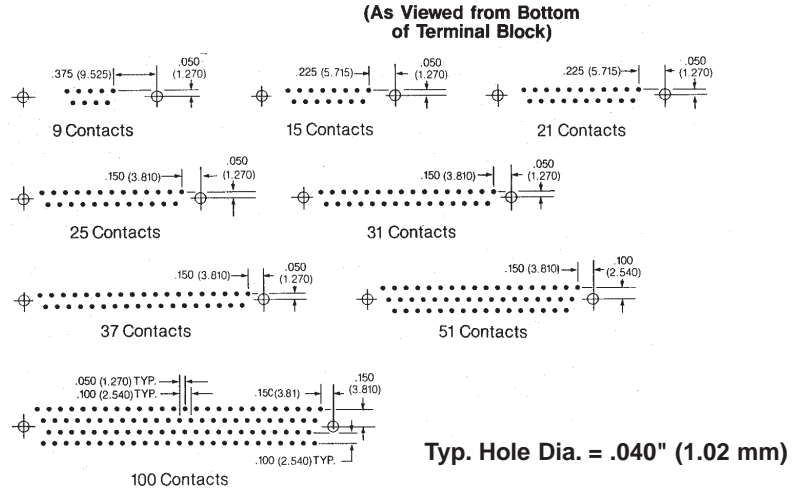 (As Viewed from Bottom
of Terminal Block)
.375 (9.525)
.050
(1.270)
9 Contacts
.225 (5.715)
.050
(1.270)
15 Contacts
.225 (5.715)
.050
(1.270)
21 Contacts
.150 (3.810)
.050
(1.270)
25 Contacts
.150 (3.810)
.050
(1.270)
31 Contacts
.150 (3.810)
.050
(1.270)
37 Contacts
.150 (3.810)
.100
(2.540)
51 Contacts
.050 (1.270) TYP.
.100 (2.540) TYP.
.150 (3.81)
.150
(3.810)
.100 (2.540) TYP.
100 Contacts
Typ. Hole Dia. = .040" (1.02 mm)